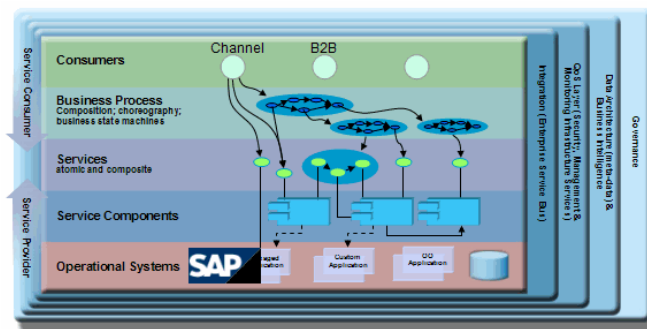 Channel
B2B
Consumers
Business Process
Composition; choreography;
business state machines
Services
atomic and composite
Service Components
Operational Systems
SAP
Custom
Application
OO
Application
Service Consumer
Service Provider
Integration (Enterprise Service Bus)
QoS Layer (Security, Management &
Monitoring Infrastructure Services)
Data Architecture (meta-data) &
Business Intelligence
Governance